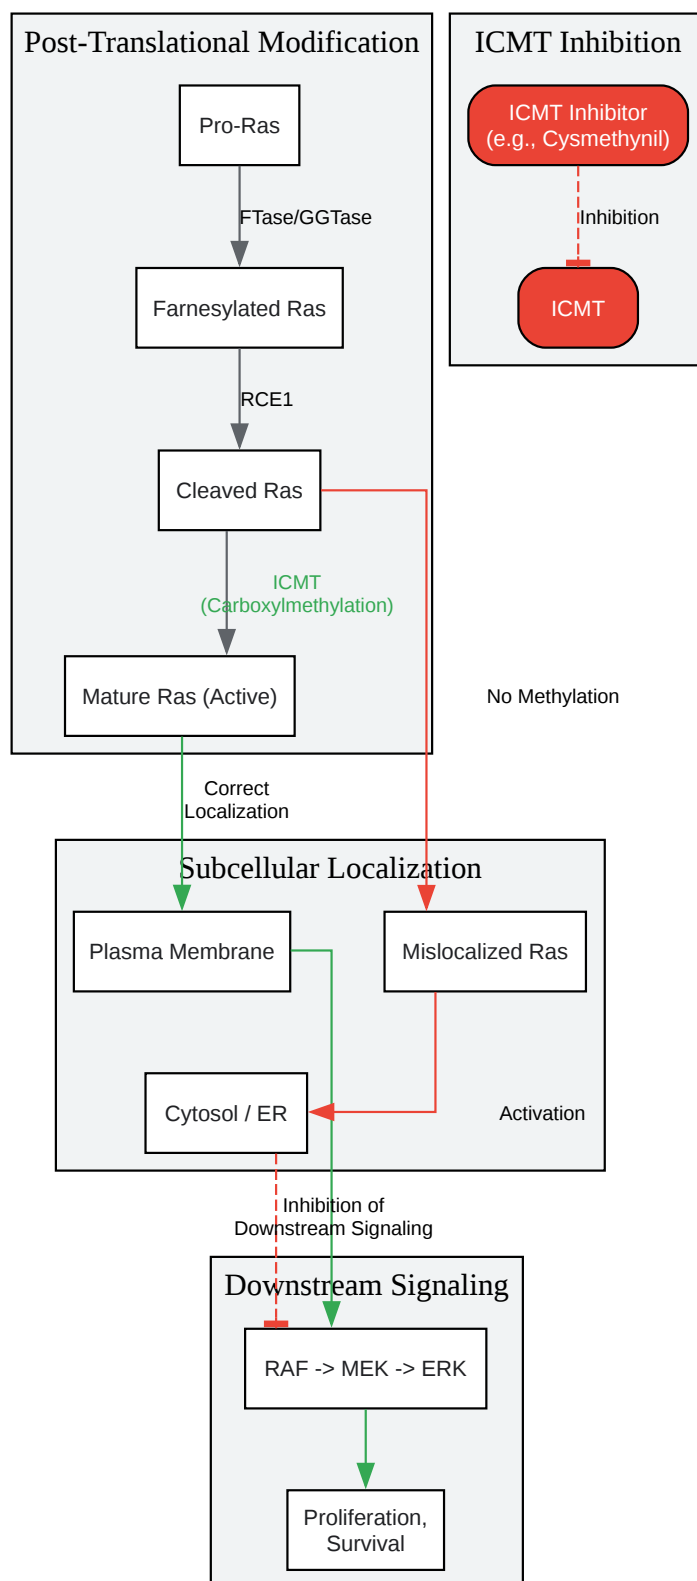 Post-Translational Modification
Pro-Ras
FTase/GGTase
Farnesylated Ras
RCE1
Cleaved Ras
ICMT
(Carboxylmethylation)
Mature Ras (Active)
ICMT Inhibition
ICMT Inhibitor
(e.g., Cysmethynil)
Inhibition
ICMT
No Methylation
Correct
Localization
Subcellular Localization
Plasma Membrane
Mislocalized Ras
Cytosol / ER
Activation
Inhibition of
Downstream Signaling
Downstream Signaling
RAF -> MEK -> ERK
Proliferation,
Survival